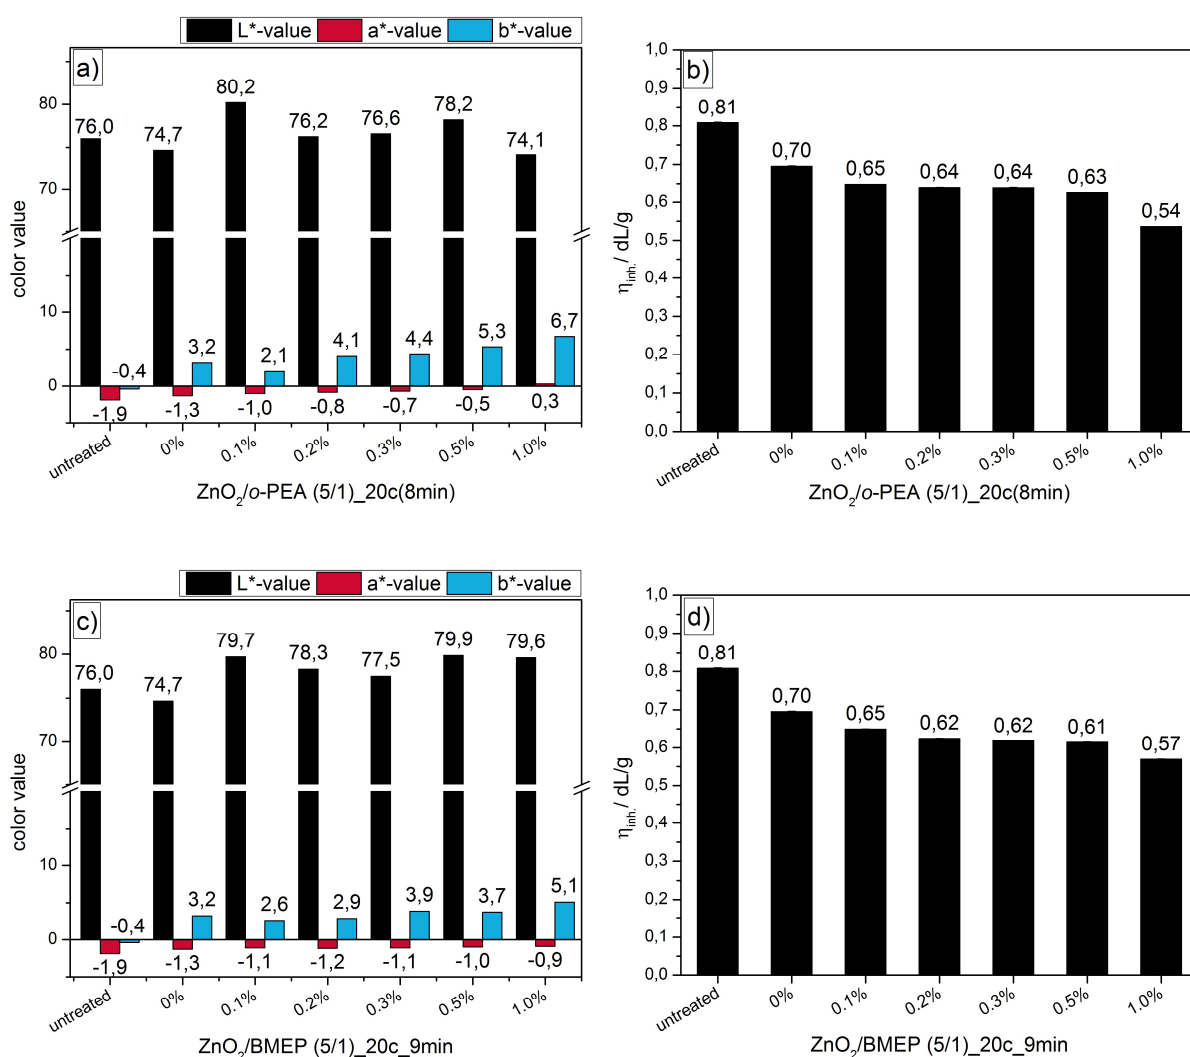 L*-value a*-value b*-value
a)
color value
80
70
10
0
76,0 74,7 80,2 76,2 76,6 78,2 74,1
-0,4 3,2 2,1 4,1 4,4 5,3 6,7
-1,9 -1,3 -1,0 -0,8 -0,7 -0,5 0,3
untreated 0% 0.1% 0.2% 0.3% 0.5% 1.0%
ZnO₂/o-PEA (5/1)_20c(8min)
b)
η inh. / dL/g
1,0
0,9
0,8
0,7
0,6
0,5
0,4
0,3
0,2
0,1
0,0
0,81 0,70 0,65 0,64 0,64 0,63 0,54
untreated 0% 0.1% 0.2% 0.3% 0.5% 1.0%
ZnO₂/o-PEA (5/1)_20c(8min)
L*-value a*-value b*-value
c)
color value
80
70
10
0
76,0 74,7 79,7 78,3 77,5 79,9 79,6
-0,4 3,2 2,6 2,9 3,9 3,7 5,1
-1,9 -1,3 -1,1 -1,2 -1,1 -1,0 -0,9
untreated 0% 0.1% 0.2% 0.3% 0.5% 1.0%
ZnO₂/BMEP (5/1)_20c_9min
d)
η inh. / dL/g
1,0
0,9
0,8
0,7
0,6
0,5
0,4
0,3
0,2
0,1
0,0
0,81 0,70 0,65 0,62 0,62 0,61 0,57
untreated 0% 0.1% 0.2% 0.3% 0.5% 1.0%
ZnO₂/BMEP (5/1)_20c_9min